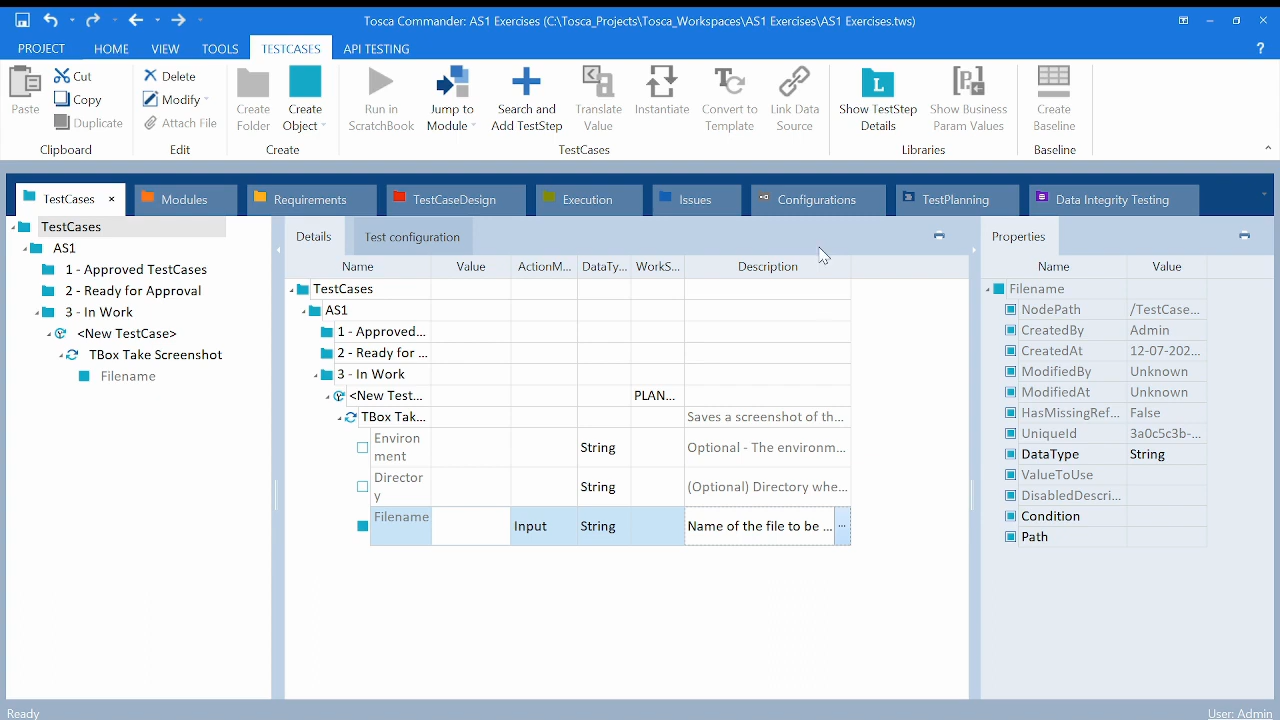 Tosca Commander: AS1 Exercises (C:\Tosca_Projects\Tosca_Workspaces\AS1 Exercises\AS1 Exercises.tws)
PROJECT HOME VIEW TOOLS TESTCASES API TESTING ?
Paste Cut Copy Duplicate
Delete Modify Attach File
Create Folder Create Object
Run in ScratchBook Jump to Module Search and Add TestStep Translate Value Instantiate Convert to Template Link Data Source
Show TestStep Details Show Business Param Values
Create Baseline
Clipboard Edit Create TestCases Libraries Baseline
TestCases × Modules Requirements TestCaseDesign Execution Issues Configurations TestPlanning Data Integrity Testing
TestCases
AS1
1 - Approved TestCases
2 - Ready for Approval
3 - In Work
<New TestCase>
TBox Take Screenshot
Filename
Details Test configuration
Name Value ActionM... DataTy... WorkS... Description
TestCases
AS1
1 - Approved...
2 - Ready for ...
3 - In Work
<New Test... PLAN...
TBox Tak... Saves a screenshot of th...
Environ
ment String Optional - The environm...
Director
y String (Optional) Directory whe...
Filename Input String Name of the file to be ... ...
Properties
Name Value
Filename
NodePath /TestCase...
CreatedBy Admin
CreatedAt 12-07-202...
ModifiedBy Unknown
ModifiedAt Unknown
HasMissingRef... False
UniqueId 3a0c5c3b-...
DataType String
ValueToUse
DisabledDescri...
Condition
Path
Ready User: Admin